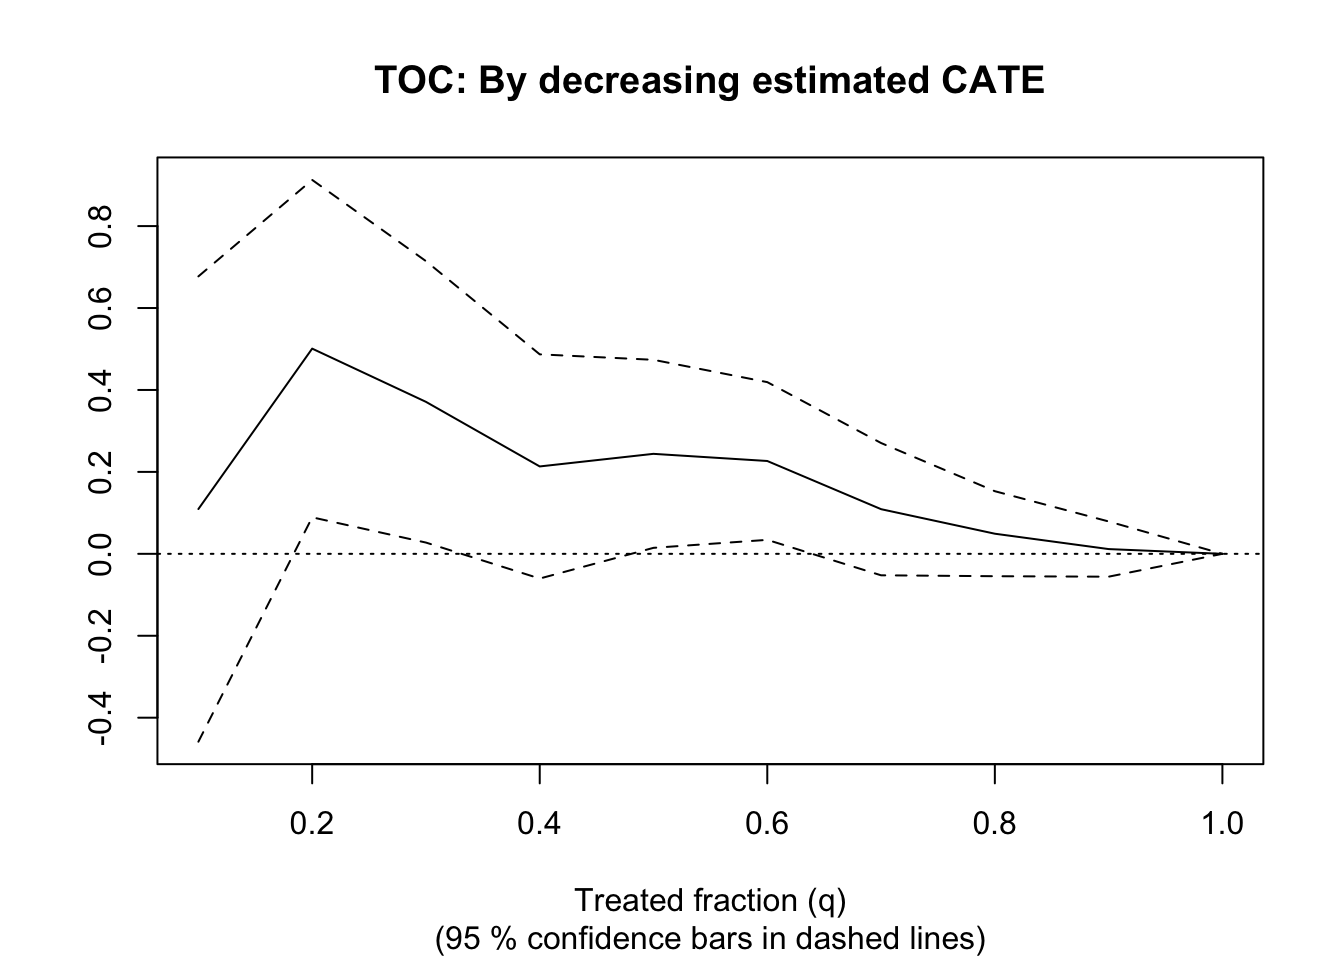 TOC: By decreasing estimated CATE
0.8
0.6
0.4
0.2
0.0
-0.2
-0.4
0.2 0.4 0.6 0.8 1.0
Treated fraction (q)
(95 % confidence bars in dashed lines)